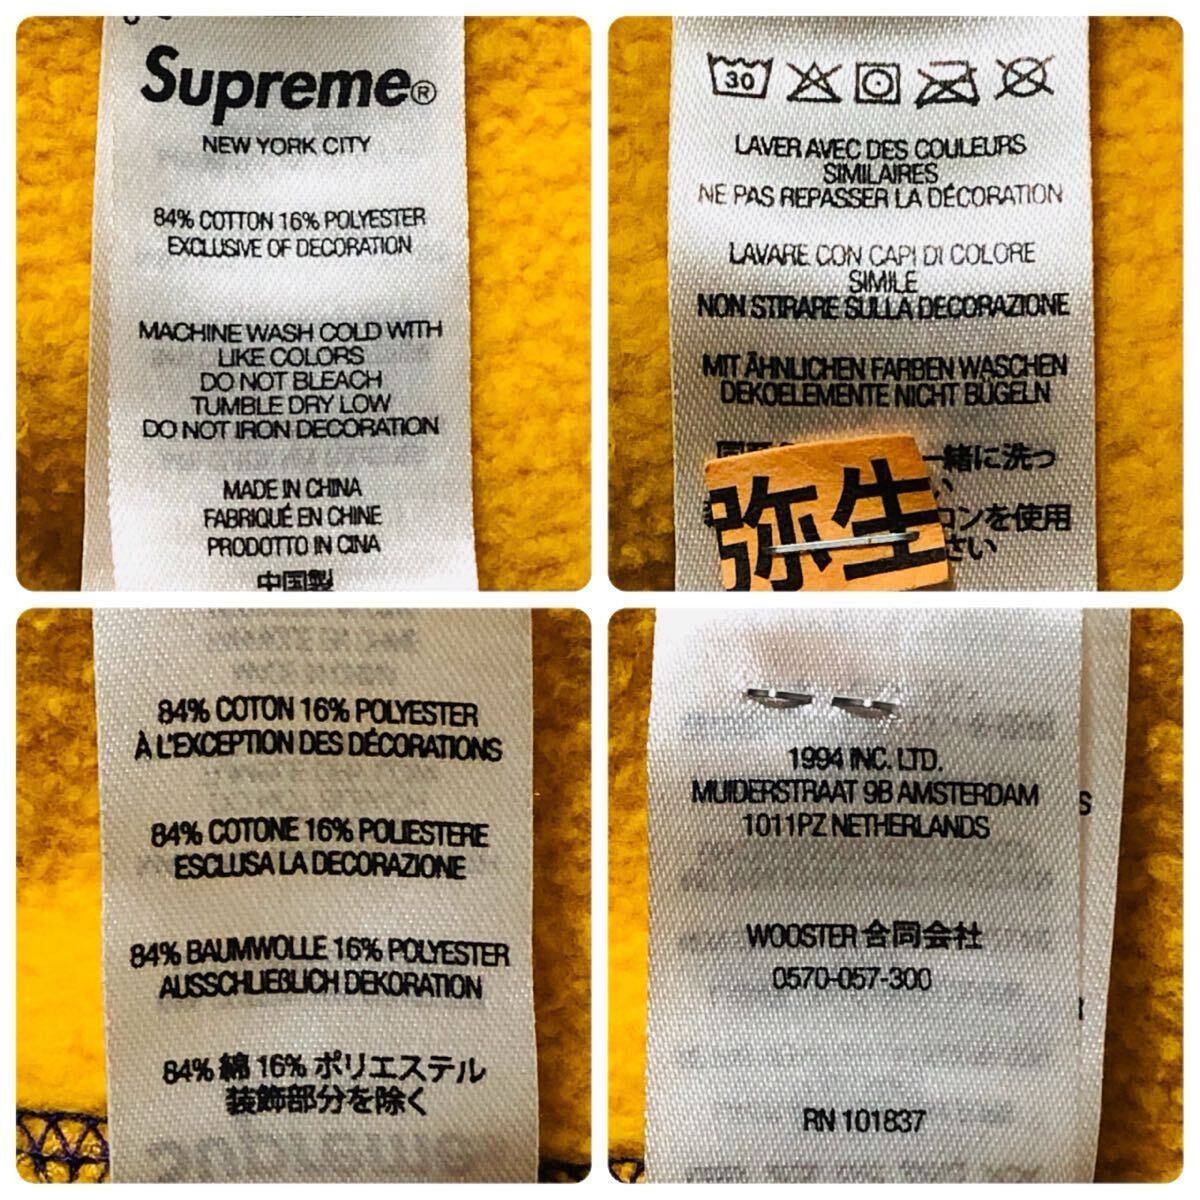 Supreme®
NEW YORK CITY
84% COTTON 16% POLYESTER
EXCLUSIVE OF DECORATION
MACHINE WASH COLD WITH
LIKE COLORS
DO NOT BLEACH
TUMBLE DRY LOW
DO NOT IRON DECORATION
MADE IN CHINA
FABRIQUÉ EN CHINE
PRODOTTO IN CINA
中国製
30
LAVER AVEC DES COULEURS
SIMILAIRES
NE PAS REPASSER LA DÉCORATION
LAVARE CON CAPI DI COLORE
SIMILE
NON STIRARE SULLA DECORAZIONE
MIT ÄHNLICHEN FARBEN WASCHEN
DEKOELEMENTE NICHT BÜGELN
一緒に洗っ
い
コンを使用
さい
弥生
84% COTON 16% POLYESTER
À L'EXCEPTION DES DÉCORATIONS
84% COTONE 16% POLIESTERE
ESCLUSA LA DECORAZIONE
84% BAUMWOLLE 16% POLYESTER
AUSSCHLIEßLICH DEKORATION
84% 綿 16% ポリエステル
装飾部分を除く
1994 INC. LTD.
MUIDERSTRAAT 9B AMSTERDAM
1011PZ NETHERLANDS
WOOSTER 合同会社
0570-057-300
RN 101837